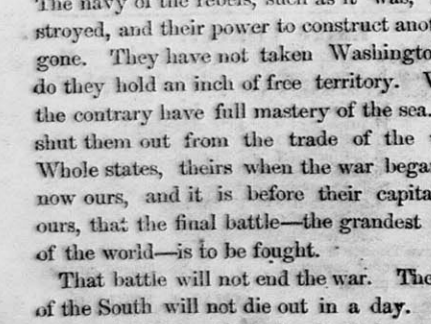 The navy of the rebels, such as it was,
stroyed, and their power to construct ano
gone. They have not taken Washingto
do they hold an inch of free territory.
the contrary have full mastery of the sea.
shut them out from the trade of the
Whole states, theirs when the war bega
now ours, and it is before their capita
ours, that the final battle—the grandest
of the world—is to be fought.
That battle will not end the war. The
of the South will not die out in a day.